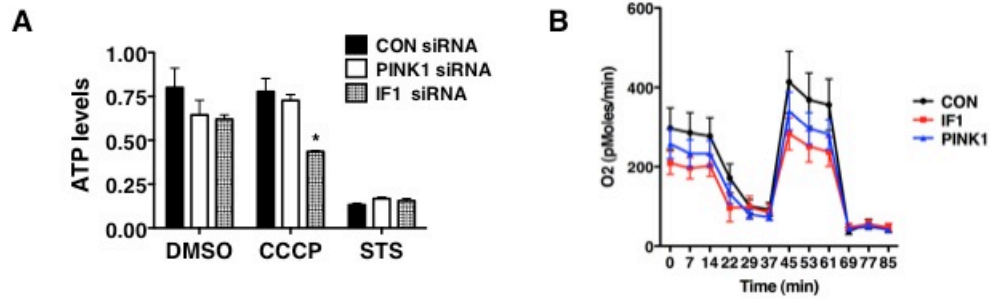 A
CON siRNA
PINK1 siRNA
IF1 siRNA
ATP levels
1.00
0.75
0.50
0.25
0.00
*
DMSO CCCP STS
B
O2 (pMoles/min)
600
400
200
0
0 7 14 22 29 37 45 53 61 69 77 85
Time (min)
CON
IF1
PINK1